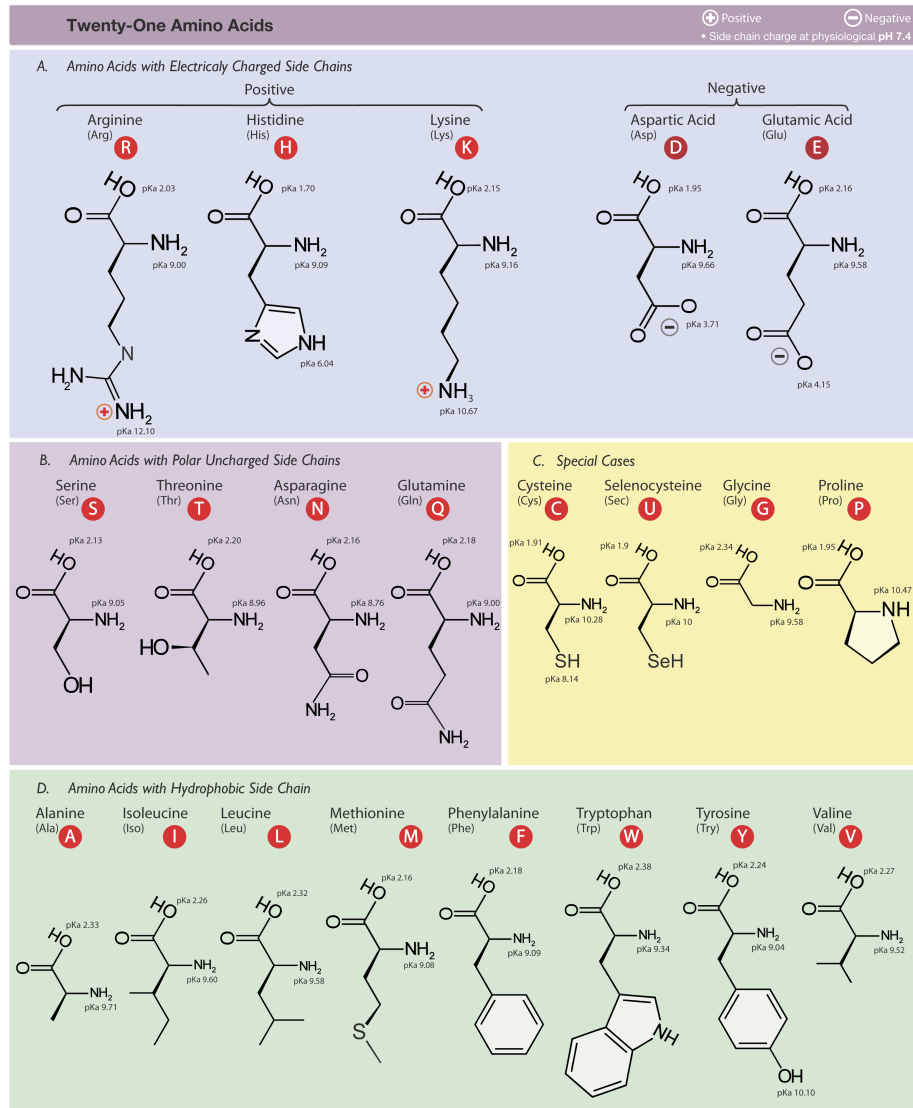 Twenty-One Amino Acids
+ Positive
− Negative
• Side chain charge at physiological pH 7.4
A. Amino Acids with Electricaly Charged Side Chains
Positive
Negative
Arginine
(Arg)
R
Histidine
(His)
H
Lysine
(Lys)
K
Aspartic Acid
(Asp)
D
Glutamic Acid
(Glu)
E
HO
pKa 2.03
O
NH2
pKa 9.00
N
H2N
+
NH2
pKa 12.10
HO
pKa 1.70
O
NH2
pKa 9.09
N
NH
pKa 6.04
HO
pKa 2.15
O
NH2
pKa 9.16
+
NH3
pKa 10.67
HO
pKa 1.95
O
NH2
pKa 9.66
O
O
−
pKa 3.71
HO
pKa 2.16
O
NH2
pKa 9.58
O
−
O
pKa 4.15
B. Amino Acids with Polar Uncharged Side Chains
Serine
(Ser)
S
Threonine
(Thr)
T
Asparagine
(Asn)
N
Glutamine
(Gln)
Q
pKa 2.13
HO
O
pKa 9.05
NH2
OH
pKa 2.20
HO
O
pKa 8.96
NH2
HO
pKa 2.16
HO
O
pKa 8.76
NH2
O
NH2
pKa 2.18
HO
O
pKa 9.00
NH2
O
NH2
C. Special Cases
Cysteine
(Cys)
C
Selenocysteine
(Sec)
U
Glycine
(Gly)
G
Proline
(Pro)
P
pKa 1.91
HO
O
NH2
pKa 10.28
SH
pKa 8.14
pKa 1.9
HO
O
NH2
pKa 10
SeH
pKa 2.34
HO
O
NH2
pKa 9.58
pKa 1.95
HO
O
pKa 10.47
NH
D. Amino Acids with Hydrophobic Side Chain
Alanine
(Ala)
A
Isoleucine
(Iso)
I
Leucine
(Leu)
L
Methionine
(Met)
M
Phenylalanine
(Phe)
F
Tryptophan
(Trp)
W
Tyrosine
(Try)
Y
Valine
(Val)
V
pKa 2.33
HO
O
NH2
pKa 9.71
pKa 2.26
HO
O
NH2
pKa 9.60
pKa 2.32
HO
O
NH2
pKa 9.58
pKa 2.16
HO
O
NH2
pKa 9.08
S
pKa 2.18
HO
O
NH2
pKa 9.09
pKa 2.38
HO
O
NH2
pKa 9.34
NH
pKa 2.24
HO
O
NH2
pKa 9.04
OH
pKa 10.10
pKa 2.27
HO
O
NH2
pKa 9.52